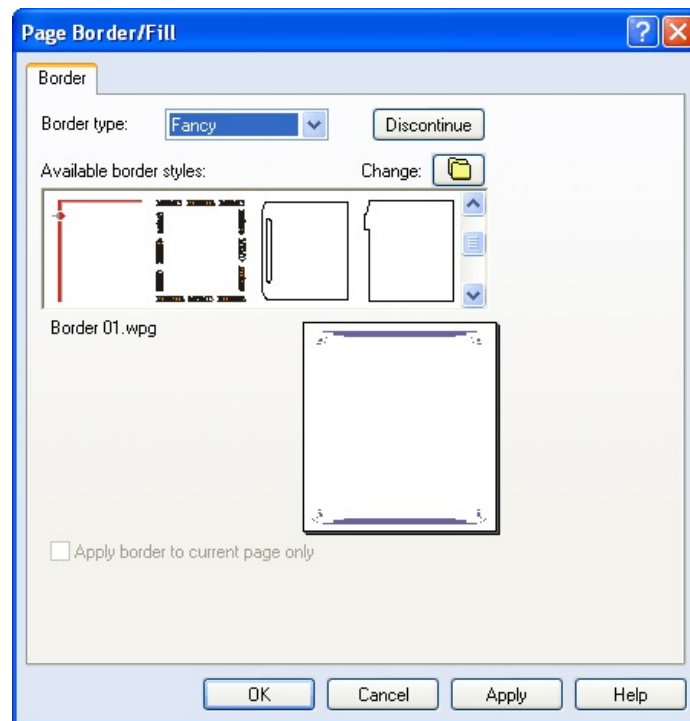 Page Border/Fill
Border
Border type: Fancy Discontinue
Available border styles: Change:
Border 01.wpg
Apply border to current page only
OK Cancel Apply Help